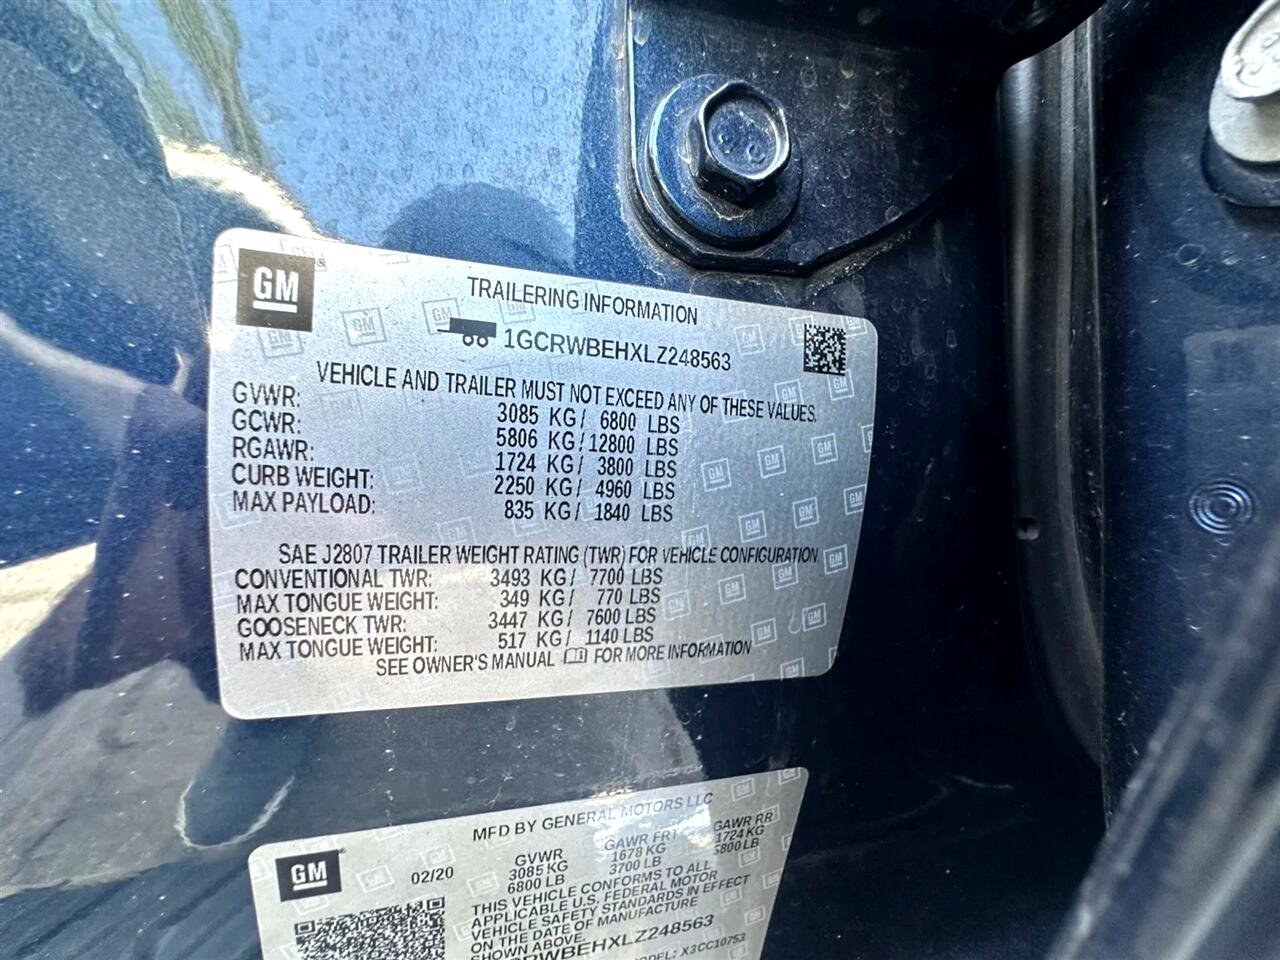 GM
TRAILERING INFORMATION
1GCRWBEHXLZ248563
VEHICLE AND TRAILER MUST NOT EXCEED ANY OF THESE VALUES.
GVWR: 3085 KG/ 6800 LBS
GCWR: 5806 KG/12800 LBS
RGAWR: 1724 KG/ 3800 LBS
CURB WEIGHT: 2250 KG/ 4960 LBS
MAX PAYLOAD: 835 KG/ 1840 LBS
SAE J2807 TRAILER WEIGHT RATING (TWR) FOR VEHICLE CONFIGURATION
CONVENTIONAL TWR: 3493 KG/ 7700 LBS
MAX TONGUE WEIGHT: 349 KG/ 770 LBS
GOOSENECK TWR: 3447 KG/ 7600 LBS
MAX TONGUE WEIGHT: 517 KG/ 1140 LBS
SEE OWNER'S MANUAL FOR MORE INFORMATION
GM
MFD BY GENERAL MOTORS LLC
02/20
GVWR GAWR FRT GAWR RR
3085 KG 1678 KG 1724 KG
6800 LB 3700 LB 3800 LB
THIS VEHICLE CONFORMS TO ALL
APPLICABLE U.S. FEDERAL MOTOR
VEHICLE SAFETY STANDARDS IN EFFECT
ON THE DATE OF MANUFACTURE
SHOWN ABOVE.
CRWBEHXLZ248563
MODEL: X3CC10753